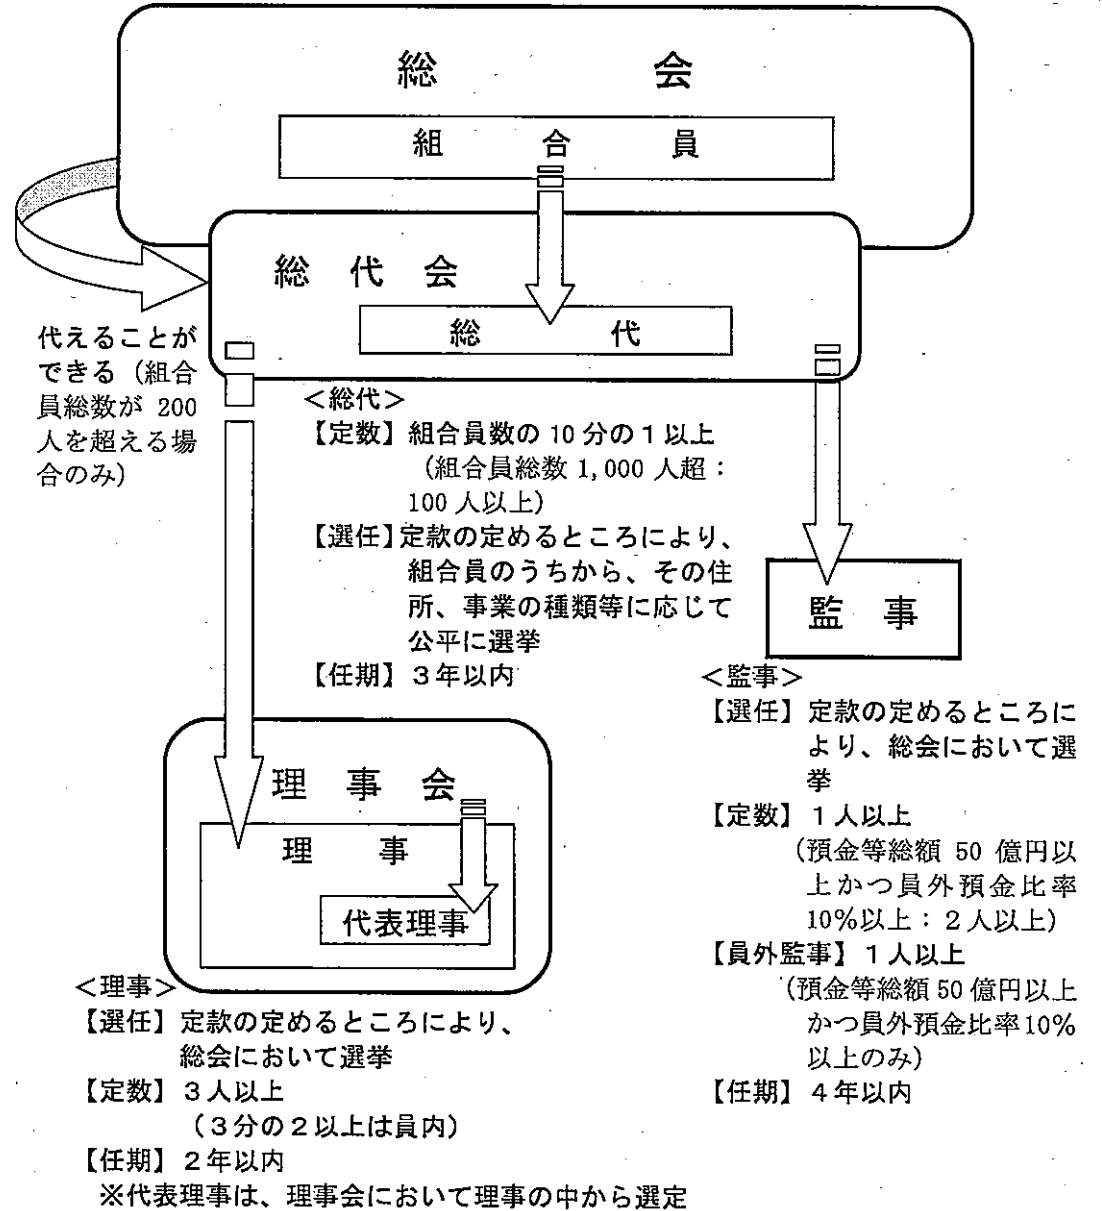 総会
組合員
総代会
総代
代えることが
できる（組合
員総数が 200
人を超える場
合のみ）
＜総代＞
【定数】組合員数の 10 分の１以上
（組合員総数 1,000 人超：
100 人以上）
【選任】定款の定めるところにより、
組合員のうちから、その住
所、事業の種類等に応じて
公平に選挙
【任期】３年以内
監事
＜監事＞
【選任】定款の定めるところに
より、総会において選
挙
【定数】１人以上
（預金等総額 50 億円以
上かつ員外預金比率
10％以上：２人以上）
【員外監事】１人以上
（預金等総額 50 億円以上
かつ員外預金比率 10％
以上のみ）
【任期】４年以内
理事会
理事
代表理事
＜理事＞
【選任】定款の定めるところにより、
総会において選挙
【定数】３人以上
（３分の２以上は員内）
【任期】２年以内
※代表理事は、理事会において理事の中から選定